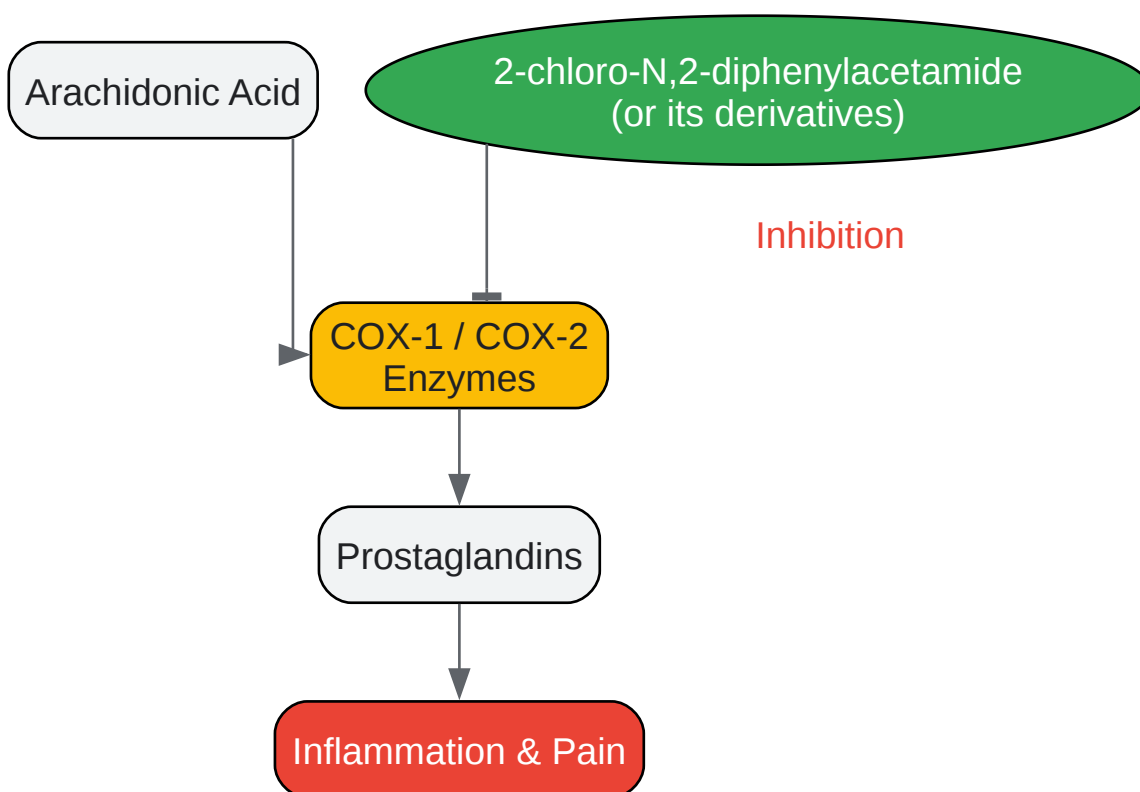 Arachidonic Acid
2-chloro-N,2-diphenylacetamide
(or its derivatives)
Inhibition
COX-1 / COX-2
Enzymes
Prostaglandins
Inflammation & Pain